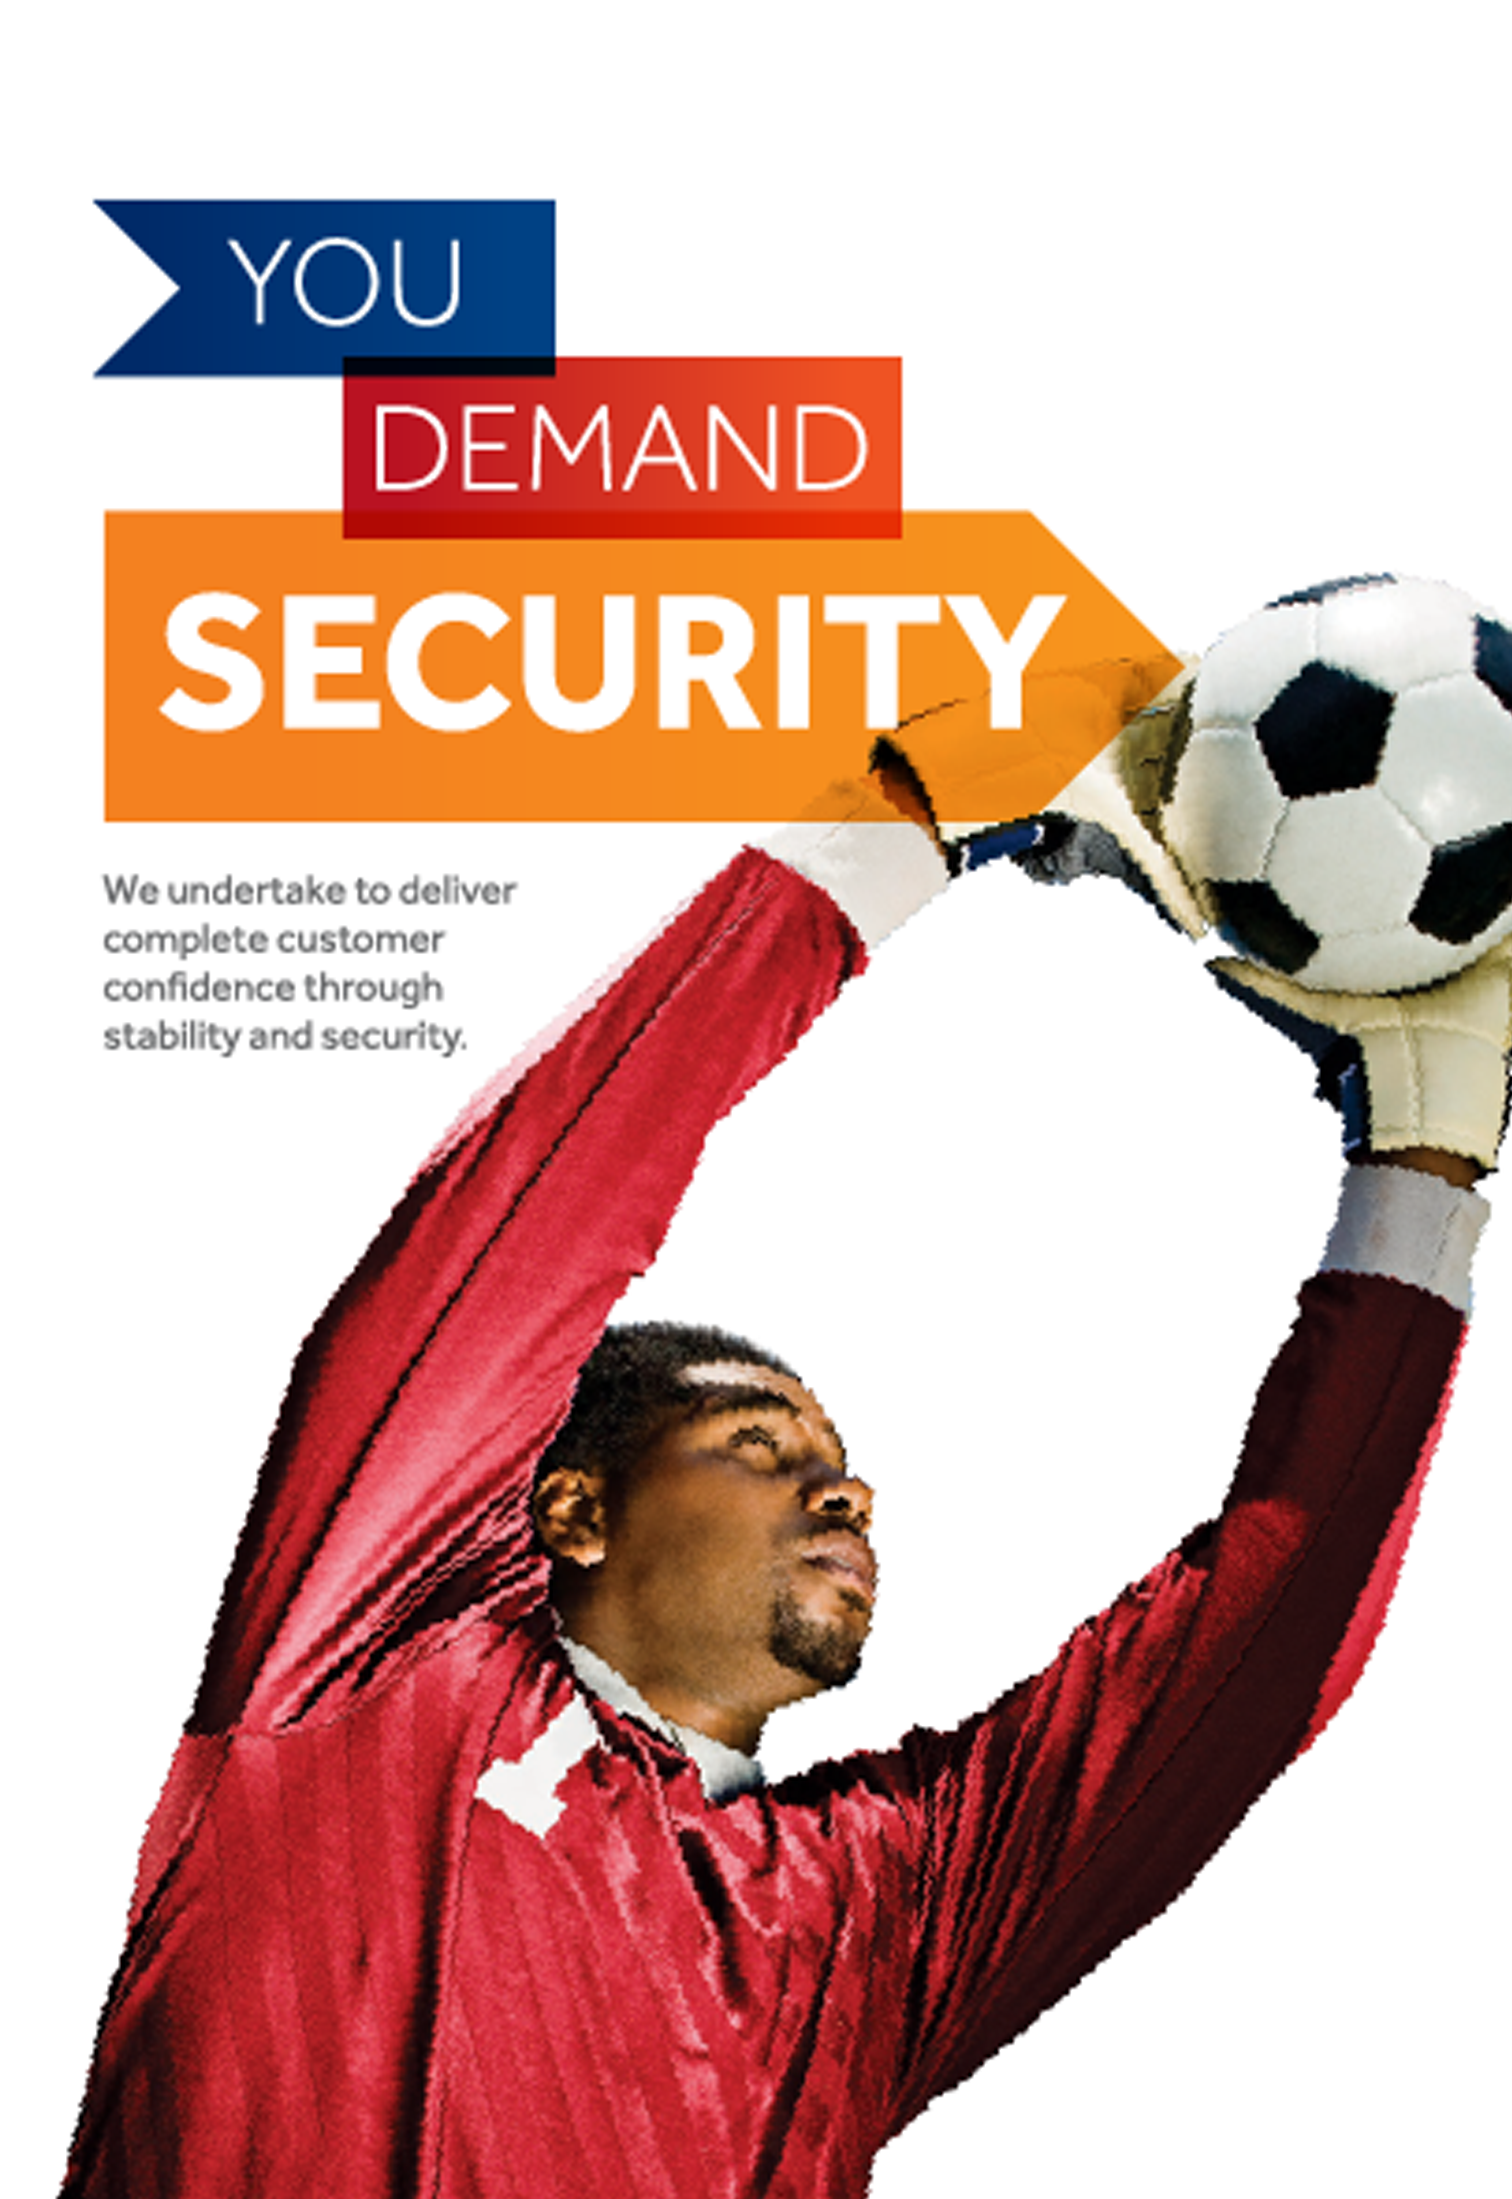 YOU
DEMAND
SECURITY
We undertake to deliver
complete customer
confidence through
stability and security.